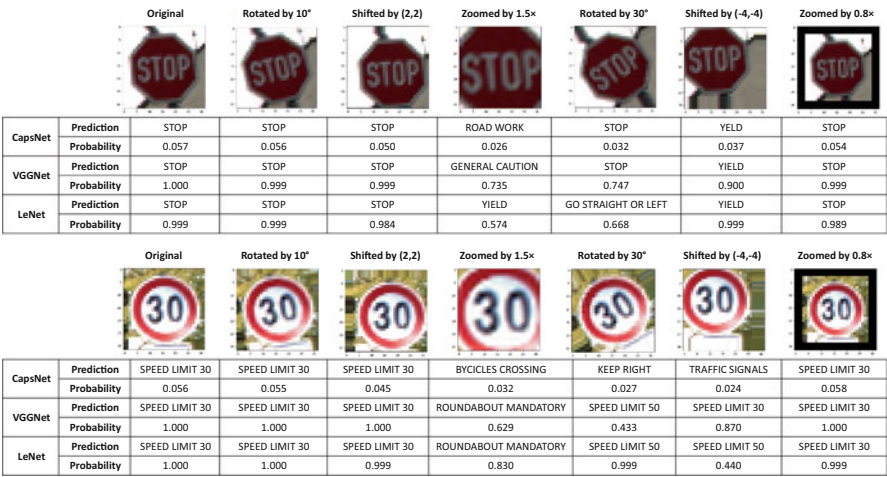 Original Rotated by 10° Shifted by (2,2) Zoomed by 1.5× Rotated by 30° Shifted by (-4,-4) Zoomed by 0.8×
STOP STOP STOP STOP STOP STOP STOP
CapsNet Prediction STOP STOP STOP ROAD WORK STOP YELD STOP
Probability 0.057 0.056 0.050 0.026 0.032 0.037 0.054
VGGNet Prediction STOP STOP STOP GENERAL CAUTION STOP YIELD STOP
Probability 1.000 0.999 0.999 0.735 0.747 0.900 0.999
LeNet Prediction STOP STOP STOP YIELD GO STRAIGHT OR LEFT YIELD STOP
Probability 0.999 0.999 0.984 0.574 0.668 0.999 0.989
Original Rotated by 10° Shifted by (2,2) Zoomed by 1.5× Rotated by 30° Shifted by (-4,-4) Zoomed by 0.8×
30 30 30 30 30 30 30
CapsNet Prediction SPEED LIMIT 30 SPEED LIMIT 30 SPEED LIMIT 30 BYCICLES CROSSING KEEP RIGHT TRAFFIC SIGNALS SPEED LIMIT 30
Probability 0.056 0.055 0.045 0.032 0.027 0.024 0.058
VGGNet Prediction SPEED LIMIT 30 SPEED LIMIT 30 SPEED LIMIT 30 ROUNDABOUT MANDATORY SPEED LIMIT 50 SPEED LIMIT 30 SPEED LIMIT 30
Probability 1.000 1.000 1.000 0.629 0.433 0.870 1.000
LeNet Prediction SPEED LIMIT 30 SPEED LIMIT 30 SPEED LIMIT 30 ROUNDABOUT MANDATORY SPEED LIMIT 50 SPEED LIMIT 50 SPEED LIMIT 30
Probability 1.000 1.000 0.999 0.830 0.999 0.440 0.999